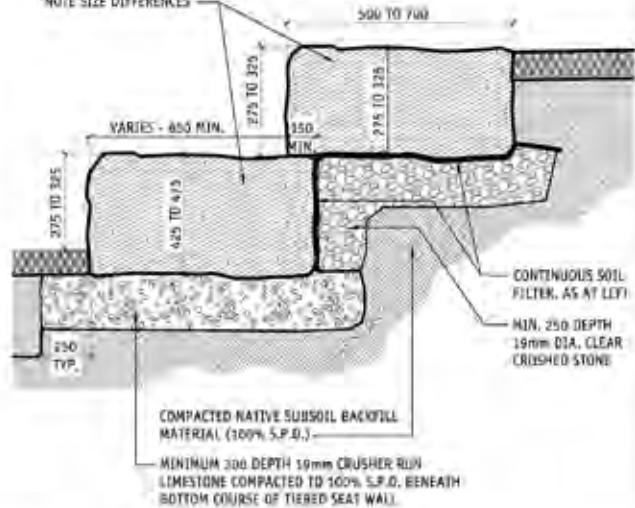 NOTE SIZE DIFFERENCES
500 TO 700
275 TO 325
275 TO 325
VARIES - 650 MIN.
150
MIN.
275 TO 325
425 TO 475
CONTINUOUS SOIL
FILTER, AS AT LEFT
MIN. 250 DEPTH
19mm DIA. CLEAR
CRUSHED STONE
250
TYP.
COMPACTED NATIVE SUBSOIL BACKFILL
MATERIAL (100% S.P.D.)
MINIMUM 200 DEPTH 19mm CRUSHER RUN
LIMESTONE COMPACTED TO 100% S.P.D. BENEATH
BOTTOM COURSE OF TIERED SEAT WALL